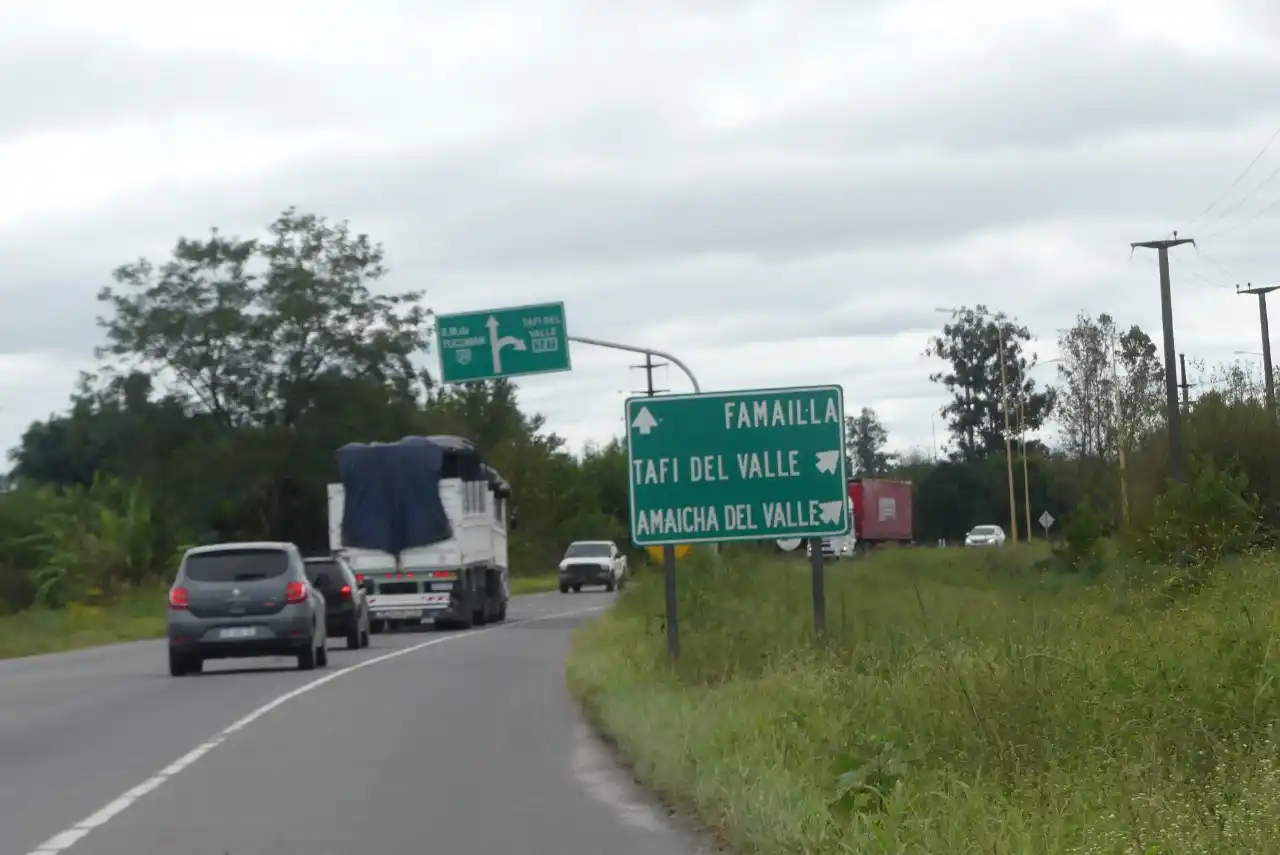 TUCUMAN
TAFI DEL
VALLE
FAMAILLA
TAFI DEL VALLE
AMAICHA DEL VALLE